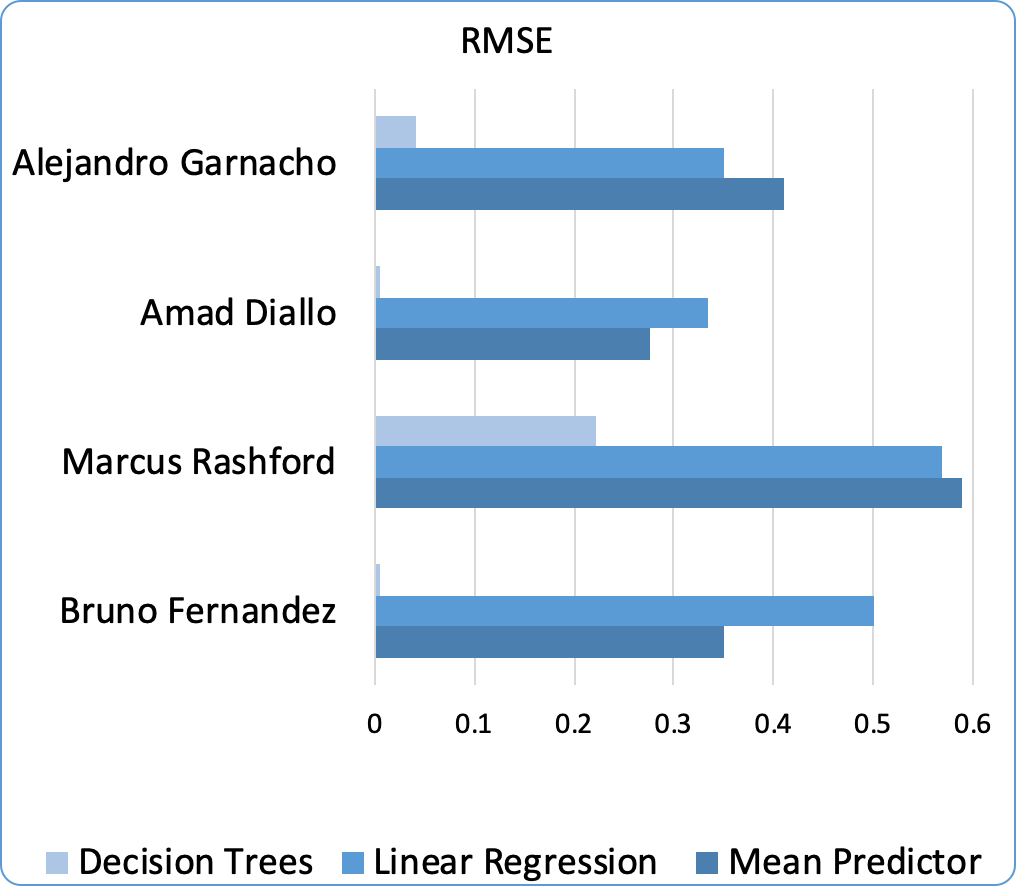 RMSE
Alejandro Garnacho
Amad Diallo
Marcus Rashford
Bruno Fernandez
0 0.1 0.2 0.3 0.4 0.5 0.6
Decision Trees Linear Regression Mean Predictor